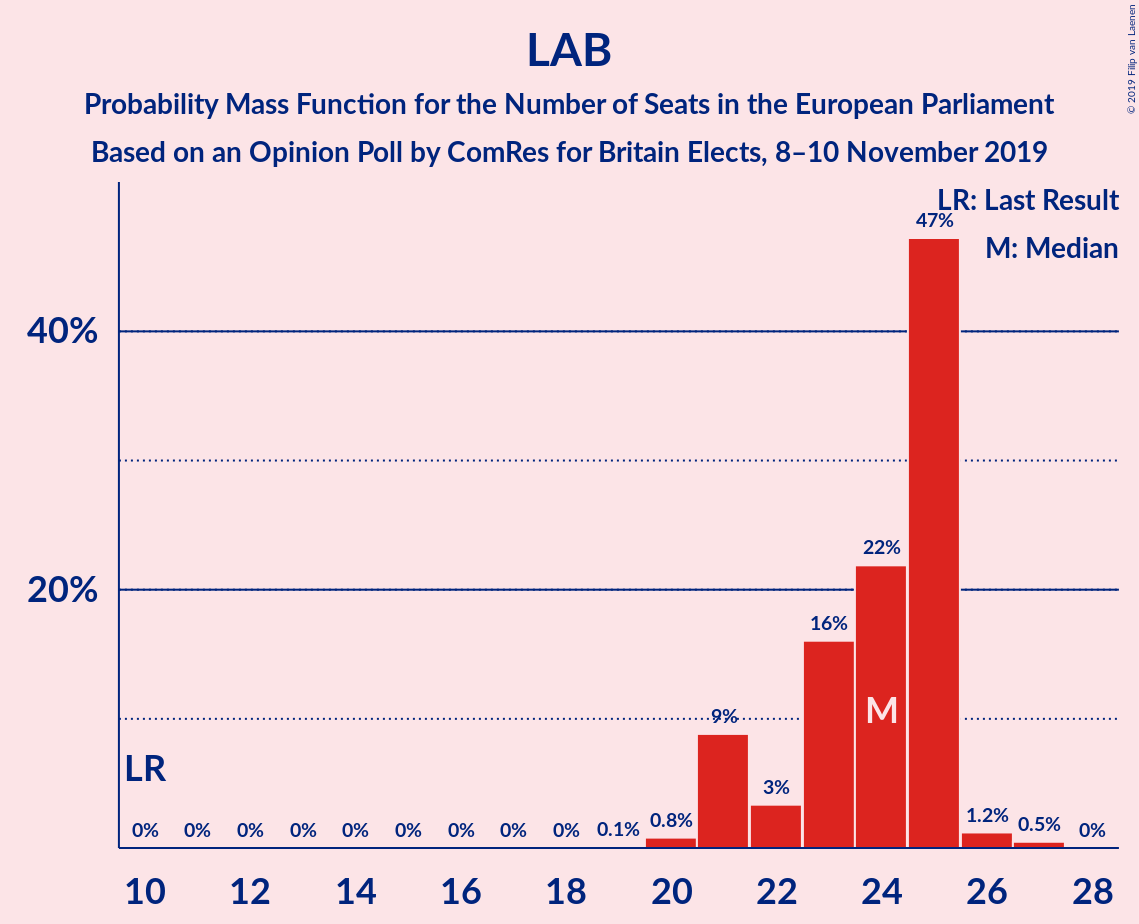 LAB
Probability Mass Function for the Number of Seats in the European Parliament
Based on an Opinion Poll by ComRes for Britain Elects, 8–10 November 2019
© 2019 Filip van Laenen
LR: Last Result
M: Median
40%
20%
LR
M
0% 0% 0% 0% 0% 0% 0% 0% 0% 0.1% 0.8% 9% 3% 16% 22% 47% 1.2% 0.5% 0%
10 12 14 16 18 20 22 24 26 28